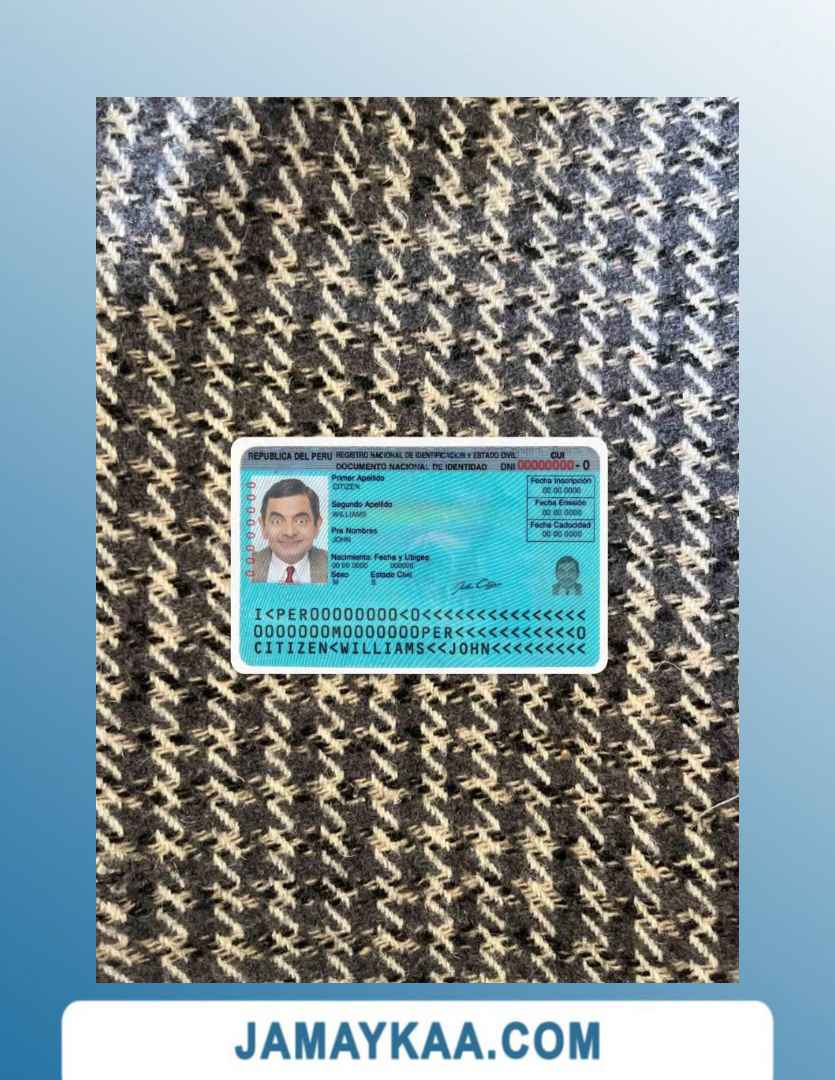 REPUBLICA DEL PERU REGISTRO NACIONAL DE IDENTIFICACION Y ESTADO CIVIL CUI
DOCUMENTO NACIONAL DE IDENTIDAD DNI 00000000 - 0
Primer Apellido
CITIZEN
Segundo Apellido
WILLIAMS
Pre Nombres
JOHN
Nacimiento: Fecha y Ubigeo
00 00 0000 000000
Sexo Estado Civil
M S
Fecha Inscripción
00 00 0000
Fecha Emisión
00 00 0000
Fecha Caducidad
00 00 0000
I<PER00000000<0<<<<<<<<<<<<<<<
0000000M0000000PER<<<<<<<<<<<0
CITIZEN<WILLIAMS<<JOHN<<<<<<<<
JAMAYKAA.COM